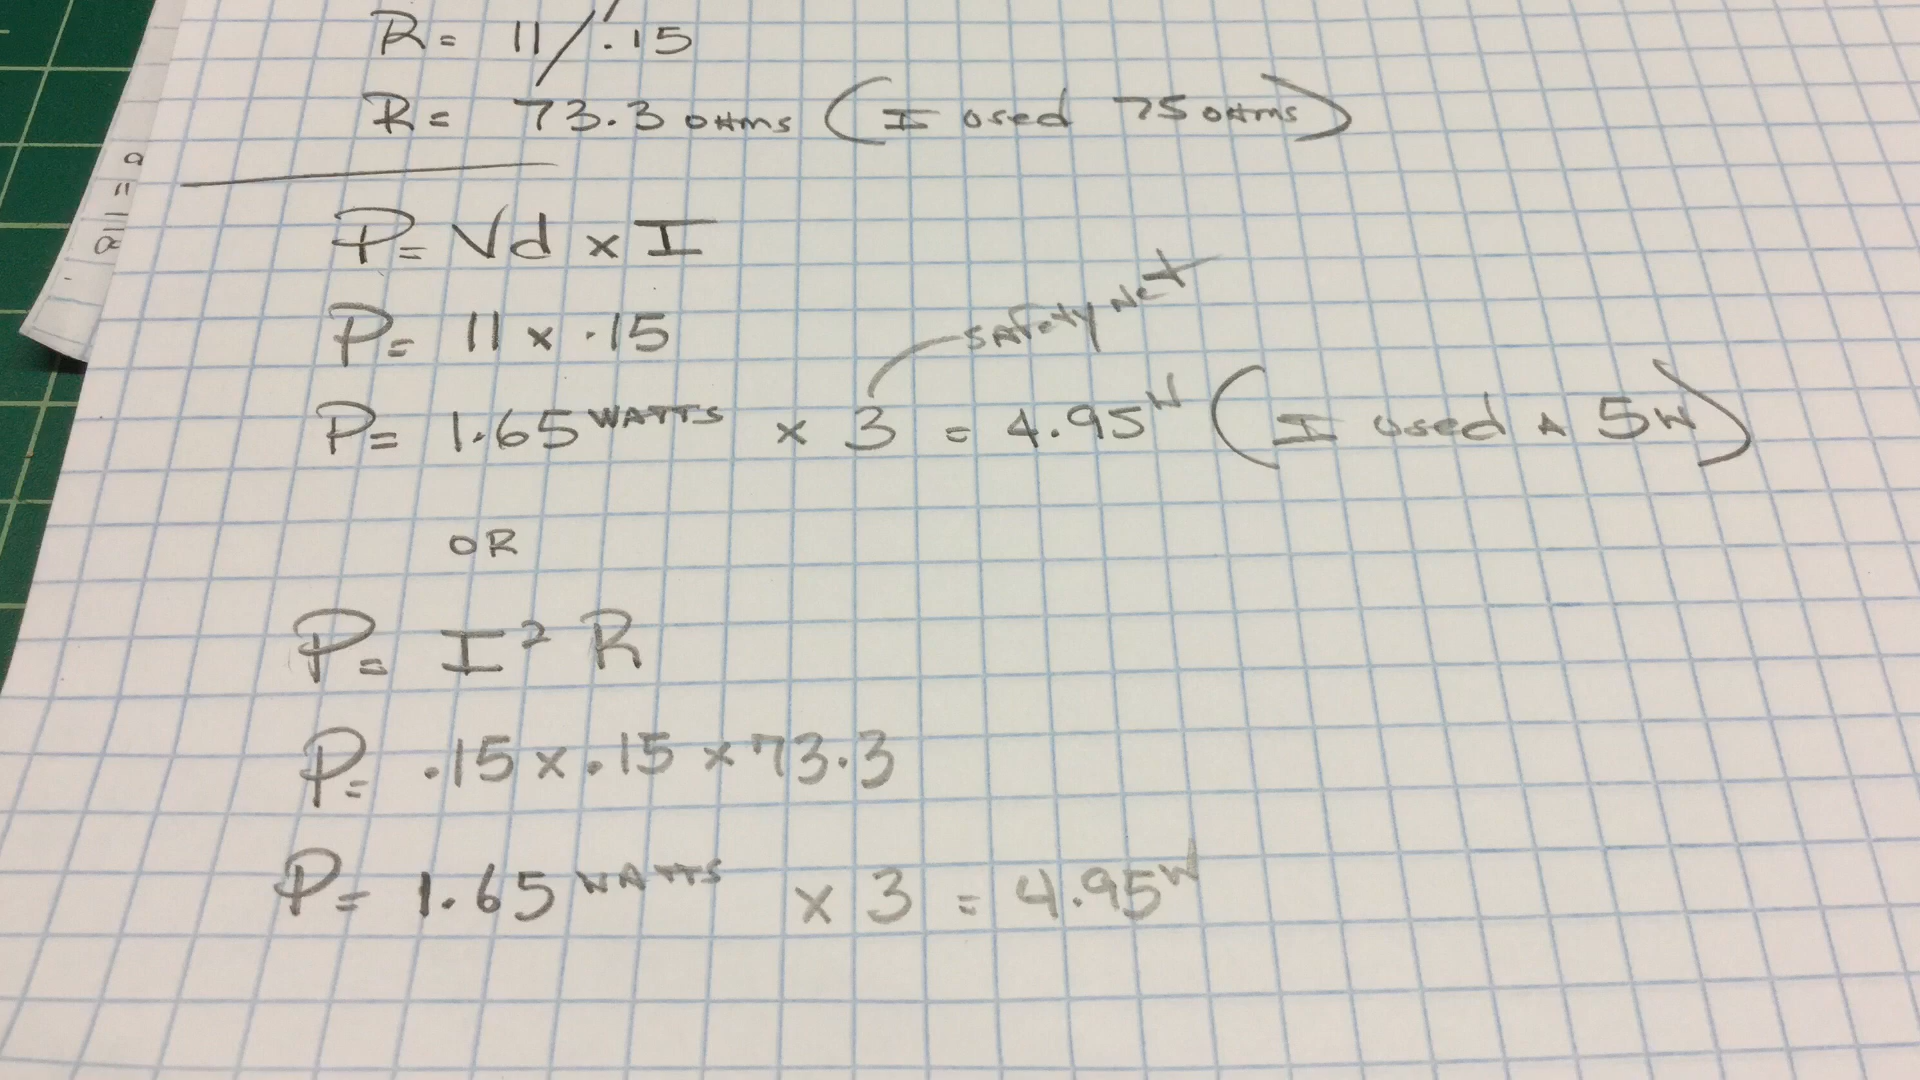 R= 11/.15
R= 73.3 OHMS (I used 75 OHMS)
P= Vd x I
P= 11 x .15
SAFETY NET
P= 1.65 WATTS x 3 = 4.95W (I used A 5W)
OR
P= I² R
P= .15 x .15 x 73.3
P= 1.65 WATTS x 3 = 4.95W